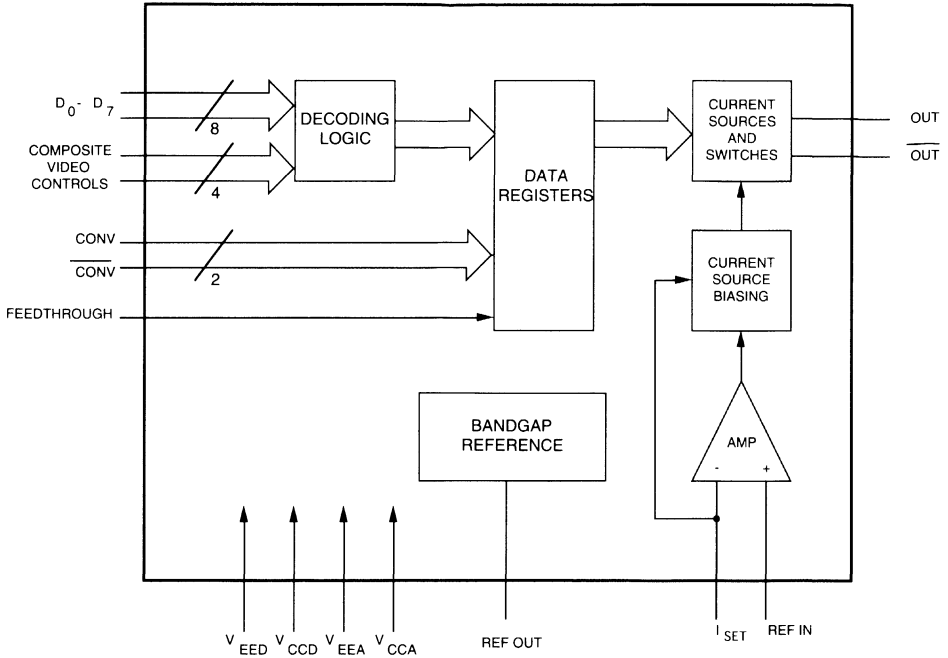 D0- D7
8
DECODING
LOGIC
COMPOSITE
VIDEO
CONTROLS
4
CONV
CONV
2
FEEDTHROUGH
DATA
REGISTERS
CURRENT
SOURCES
AND
SWITCHES
OUT
OUT
CURRENT
SOURCE
BIASING
BANDGAP
REFERENCE
AMP
- +
VEED
VCCD
VEEA
VCCA
REF OUT
ISET
REF IN